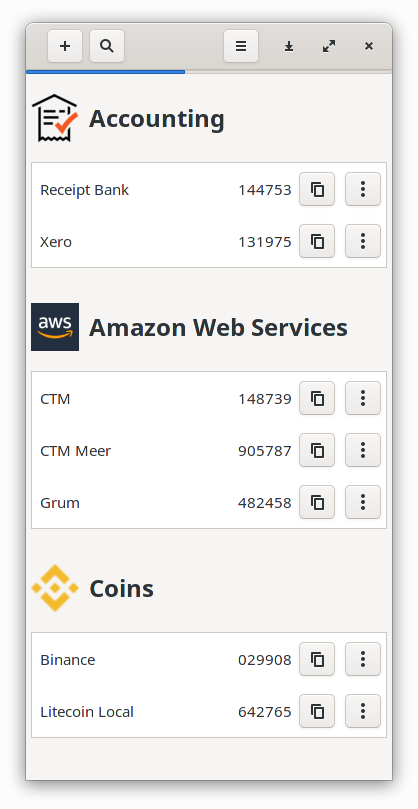 Accounting
Receipt Bank 144753
Xero 131975
aws
Amazon Web Services
CTM 148739
CTM Meer 905787
Grum 482458
Coins
Binance 029908
Litecoin Local 642765